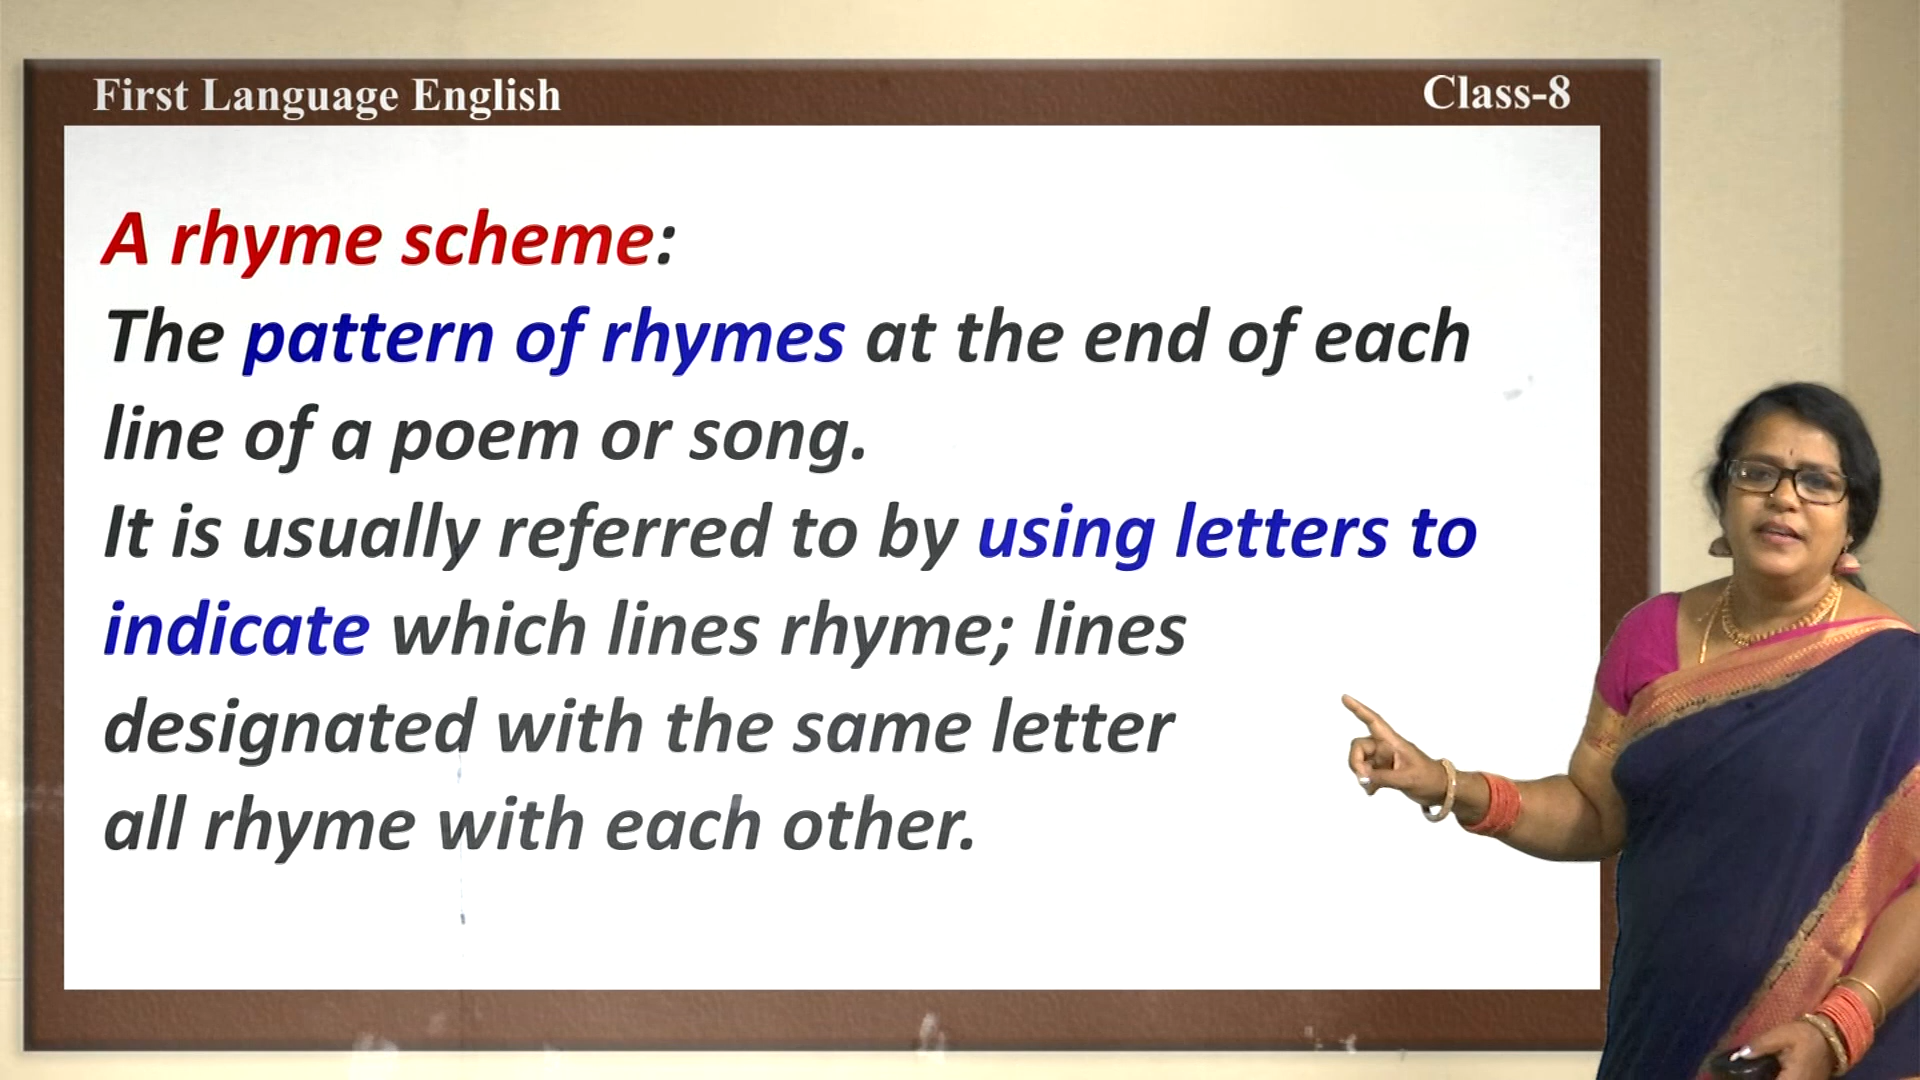 First Language English
Class-8
A rhyme scheme:
The pattern of rhymes at the end of each
line of a poem or song.
It is usually referred to by using letters to
indicate which lines rhyme; lines
designated with the same letter
all rhyme with each other.